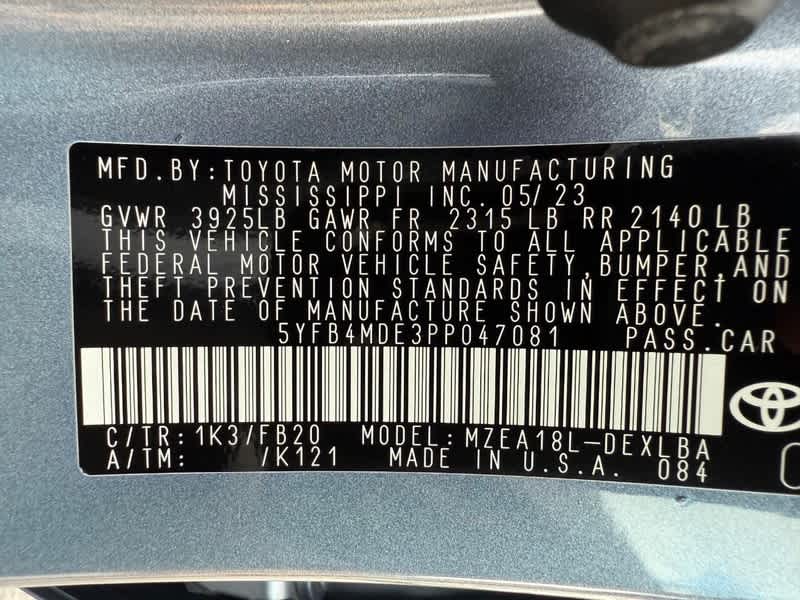 MFD.BY:TOYOTA MOTOR MANUFACTURING
MISSISSIPPI INC. 05/23
GVWR 3925LB GAWR FR 2315 LB RR 2140 LB
THIS VEHICLE CONFORMS TO ALL APPLICABLE
FEDERAL MOTOR VEHICLE SAFETY,BUMPER,AND
THEFT PREVENTION STANDARDS IN EFFECT ON
THE DATE OF MANUFACTURE SHOWN ABOVE.
5YFB4MDE3PP047081 PASS.CAR
C/TR: 1K3/FB20 MODEL: MZEA18L-DEXLBA
A/TM: /K121 MADE IN U.S.A. 084